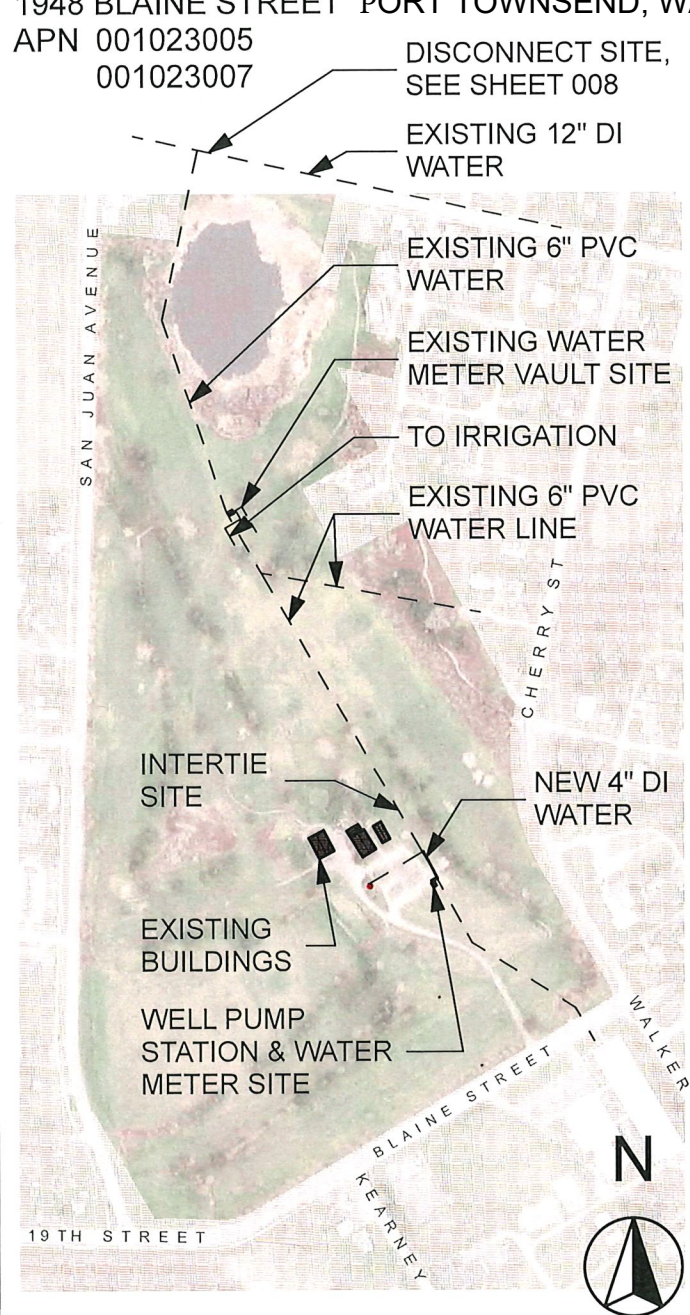 1948 BLAINE STREET PORT TOWNSEND, WA
APN 001023005
001023007
DISCONNECT SITE,
SEE SHEET 008
EXISTING 12" DI
WATER
SAN JUAN AVENUE
EXISTING 6" PVC
WATER
EXISTING WATER
METER VAULT SITE
TO IRRIGATION
EXISTING 6" PVC
WATER LINE
CHERRY ST
INTERTIE
SITE
NEW 4" DI
WATER
EXISTING
BUILDINGS
WELL PUMP
STATION & WATER
METER SITE
WALKER
BLAINE STREET
KEARNEY
19TH STREET
N